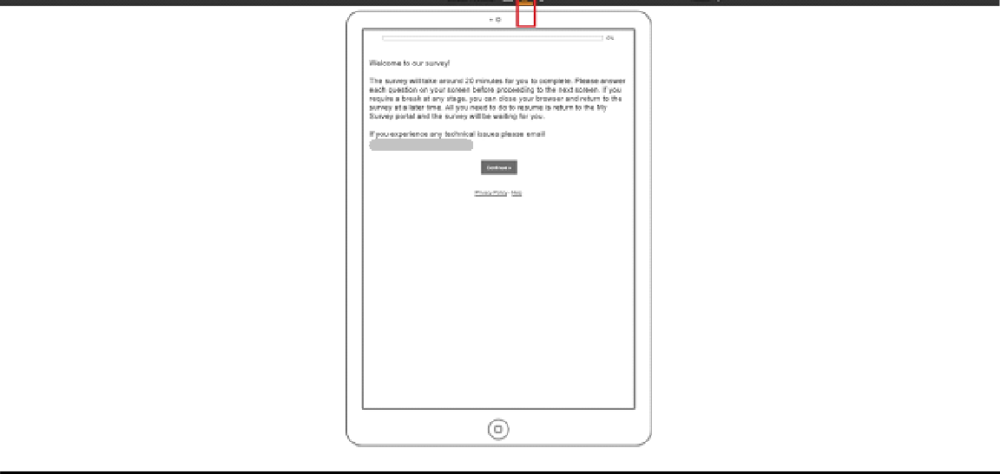 0%
Welcome to our survey!
The survey will take around 20 minutes for you to complete. Please answer
each question on your screen before proceeding to the next screen. If you
require a break at any stage, you can close your browser and return to the
survey at a later time. All you need to do to resume is return to the My
Survey portal and the survey will be waiting for you.
If you experience any technical issues please email
Continue »
Privacy Policy - Help